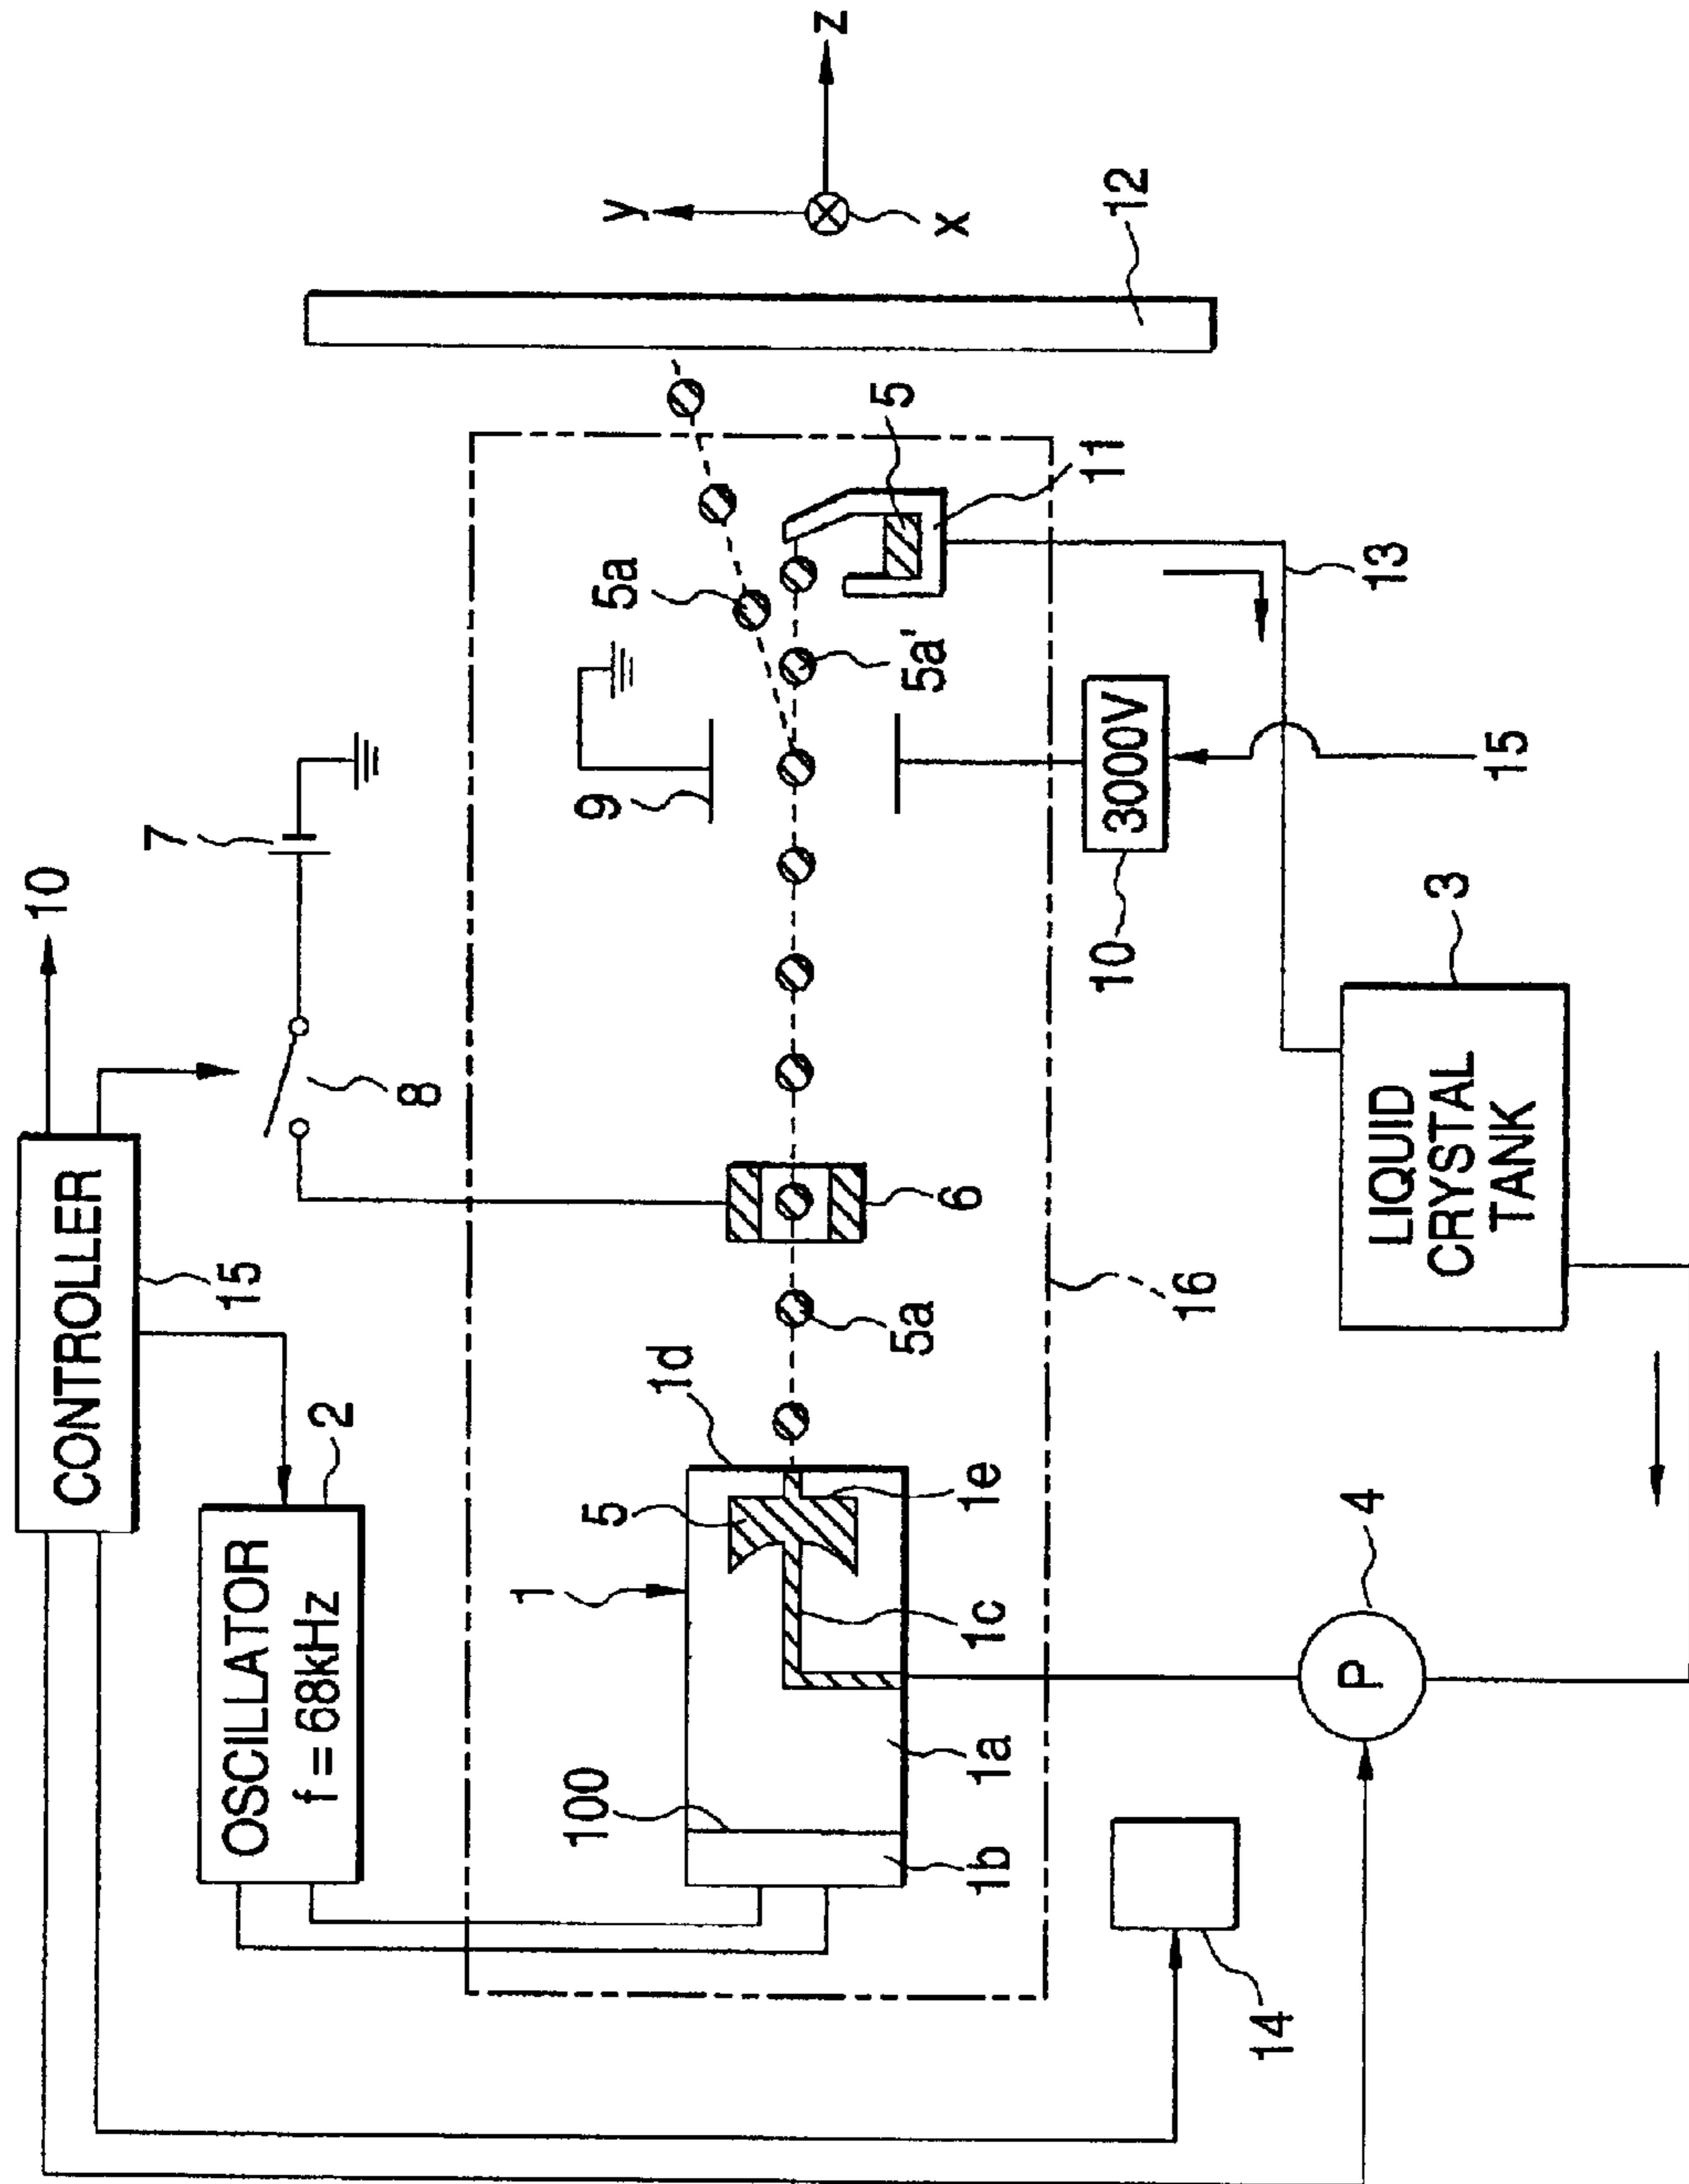 CONTROLLER
15
10
OSCILLATOR
f = 68kHz
2
8
7
1
5
1d
100
1b
1a
1c
1e
5a
6
9
5a
5a'
5
11
16
12
y
z
x
10
3000V
15
13
14
P
4
LIQUID
CRYSTAL
TANK
3